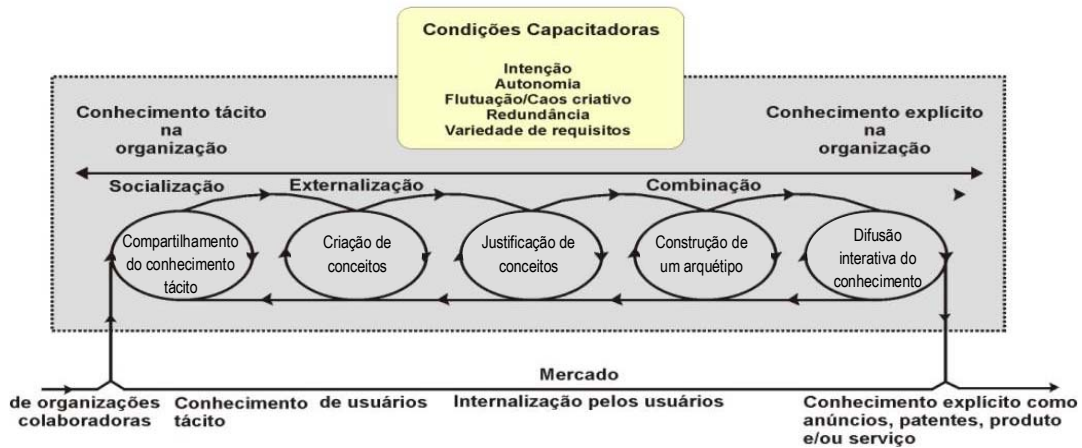 Condições Capacitadoras
Intenção
Autonomia
Flutuação/Caos criativo
Redundância
Variedade de requisitos
Conhecimento tácito
na
organização
Conhecimento explícito
na
organização
Socialização
Externalização
Combinação
Compartilhamento
do conhecimento
tácito
Criação de
conceitos
Justificação de
conceitos
Construção de
um arquétipo
Difusão
interativa do
conhecimento
Mercado
de organizações
colaboradoras
Conhecimento
tácito
de usuários
Internalização pelos usuários
Conhecimento explícito como
anúncios, patentes, produto
e/ou serviço